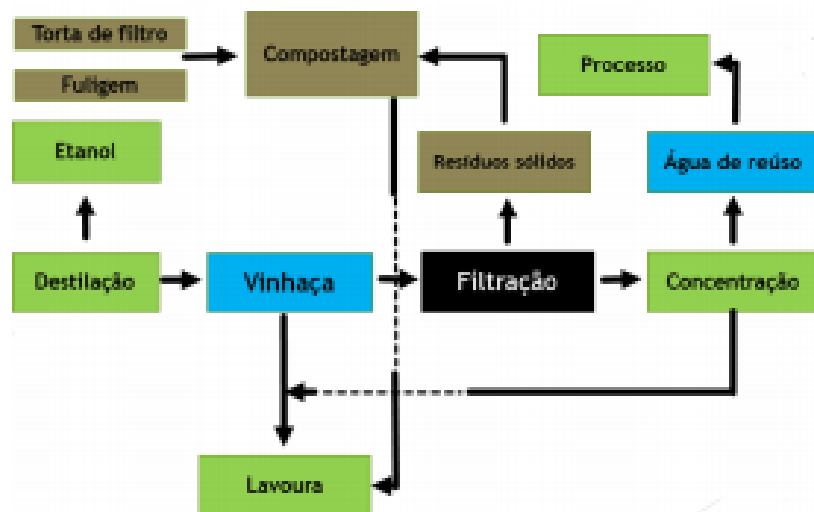 Torta de filtro
Fuligem
Compostagem
Processo
Etanol
Resíduos sólidos
Água de reúso
Destilação
Vinhaça
Filtração
Concentração
Lavoura